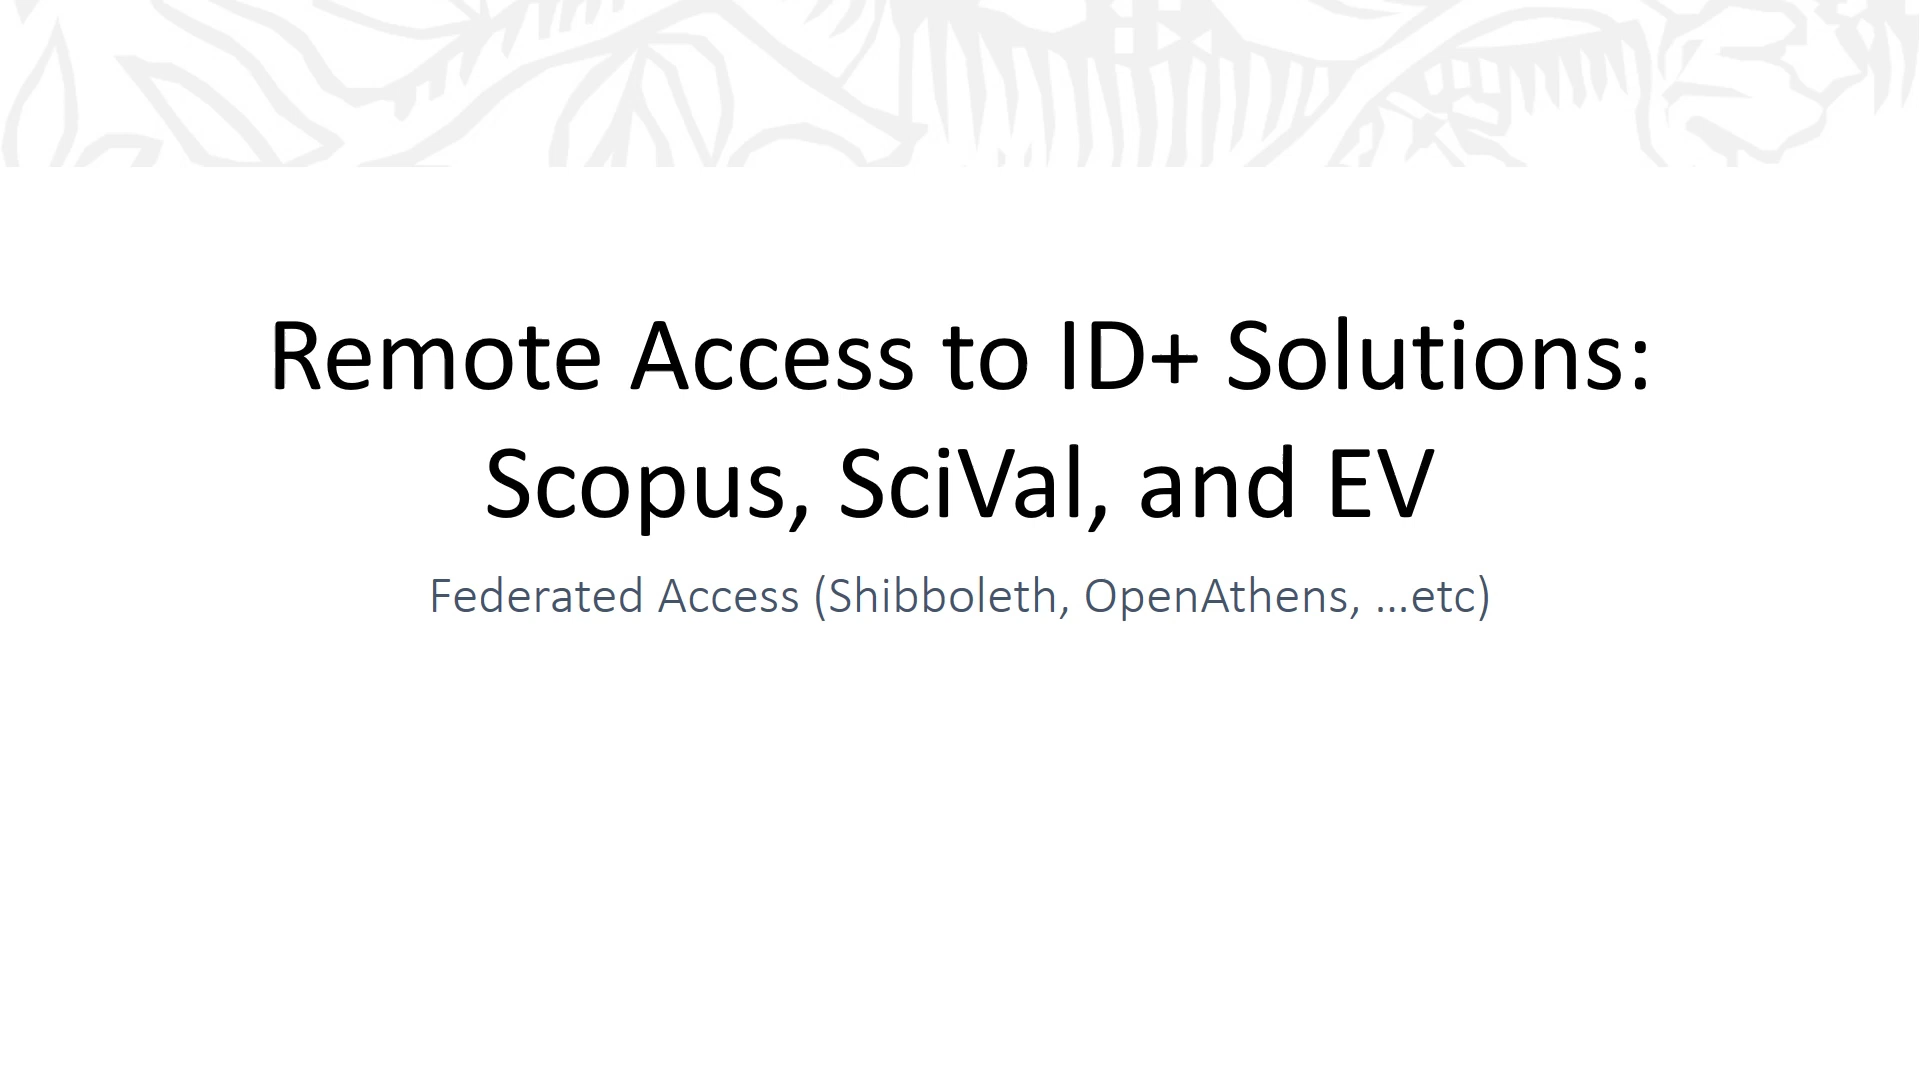 Remote Access to ID+ Solutions:
Scopus, SciVal, and EV
Federated Access (Shibboleth, OpenAthens, ...etc)